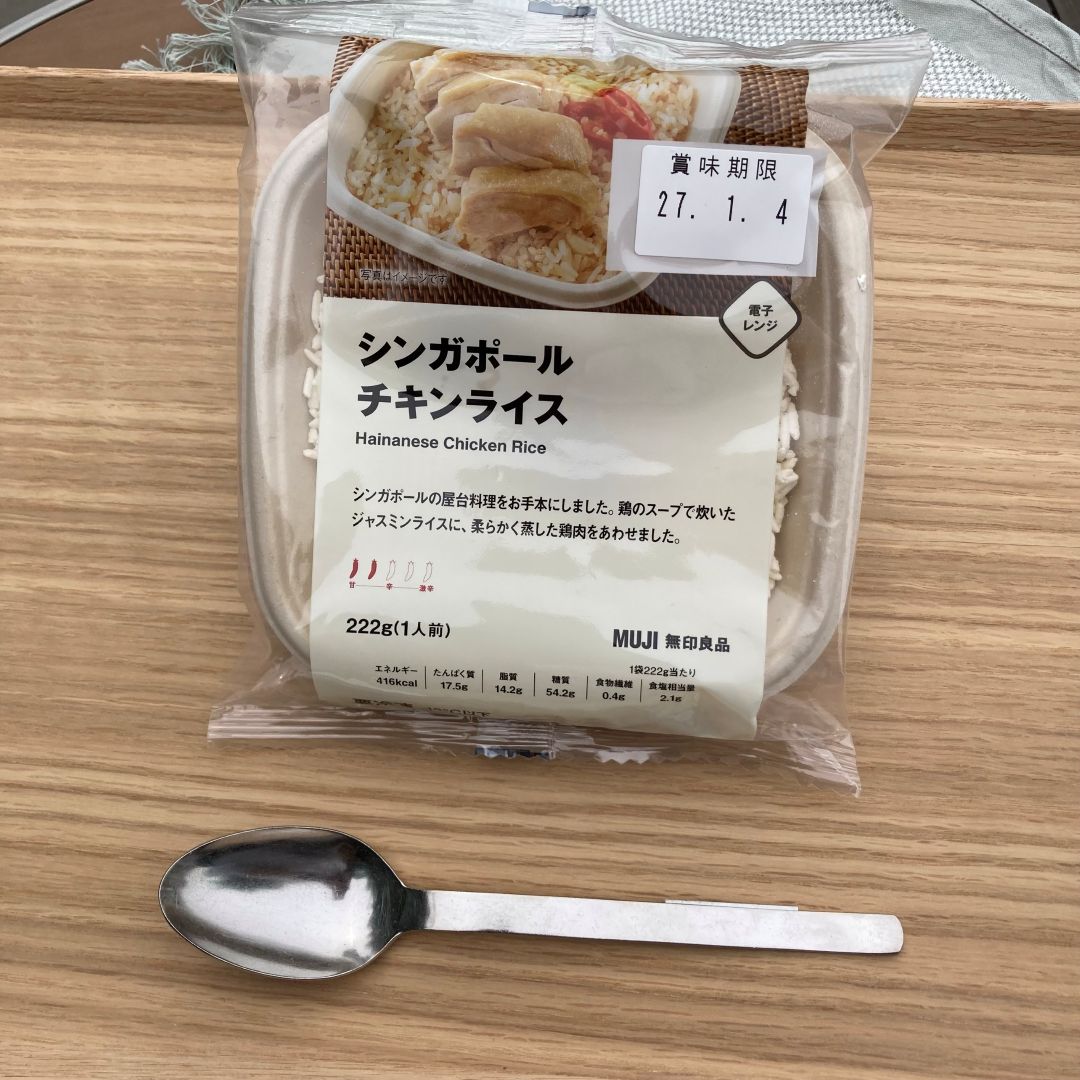 賞味期限
27. 1. 4
写真はイメージです
電子
レンジ
シンガポール
チキンライス
Hainanese Chicken Rice
シンガポールの屋台料理をお手本にしました。鶏のスープで炊いた
ジャスミンライスに、柔らかく蒸した鶏肉をあわせました。
甘 辛 激辛
222g(1人前)
MUJI 無印良品
1袋222g当たり
エネルギー たんぱく質 脂質 糖質 食物繊維 食塩相当量
416kcal 17.5g 14.2g 54.2g 0.4g 2.1g